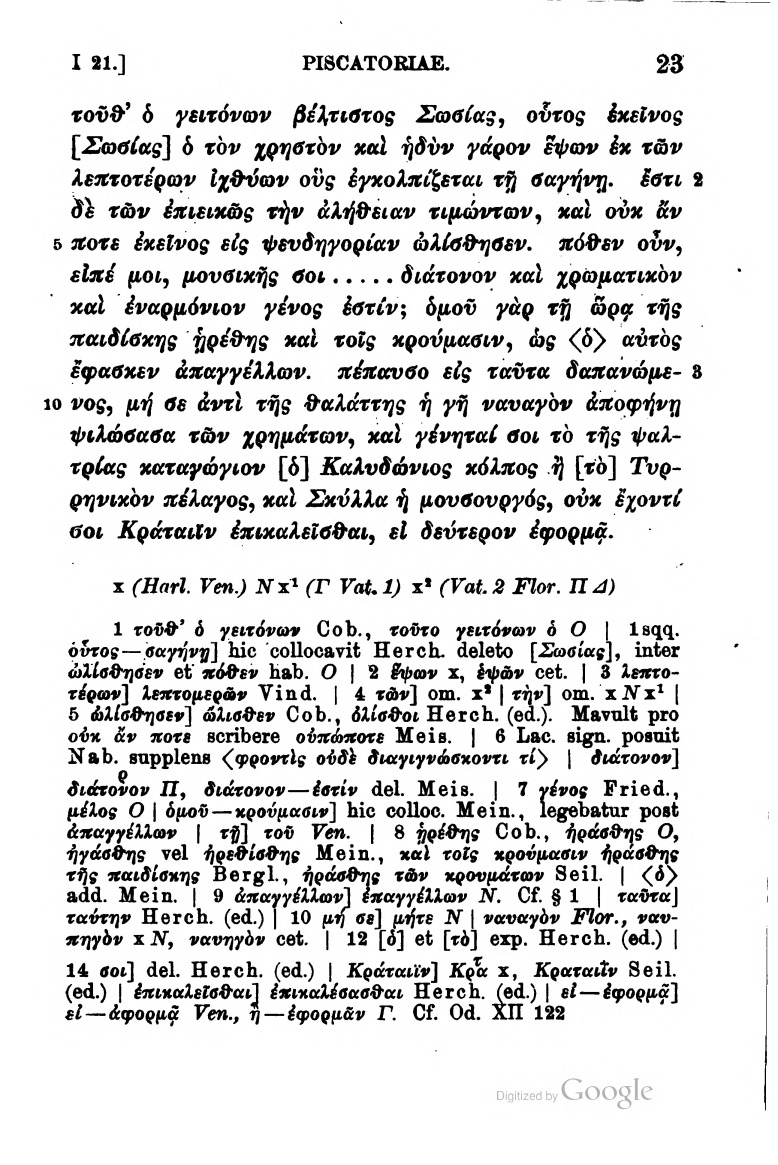 I 21.] PISCATORIAE. 23
τοῦθ' ὁ γειτόνων βέλτιστος Σωσίας, οὗτος ἐκεῖνος
[Σωσίας] ὁ τὸν χρηστὸν καὶ ἡδὺν γάρον ἕψων ἐκ τῶν
λεπτοτέρων ἰχθύων οὓς ἐγκολπίζεται τῇ σαγήνῃ. ἔστι 2
δὲ τῶν ἐπιεικῶς τὴν ἀλήθειαν τιμώντων, καὶ οὐκ ἄν
5 ποτε ἐκεῖνος εἰς ψευδηγορίαν ὠλίσθησεν. πόθεν οὖν,
εἰπέ μοι, μουσικῆς σοι ..... διάτονον καὶ χρωματικὸν
καὶ ἐναρμόνιον γένος ἐστίν; ὁμοῦ γὰρ τῇ ὥρᾳ τῆς
παιδίσκης ᾑρέθης καὶ τοῖς κρούμασιν, ὡς ⟨ὁ⟩ αὐτὸς
ἔφασκεν ἀπαγγέλλων. πέπαυσο εἰς ταῦτα δαπανώμε- 3
10 νος, μή σε ἀντὶ τῆς θαλάττης ἡ γῆ ναυαγὸν ἀποφήνῃ
ψιλώσασα τῶν χρημάτων, καὶ γένηταί σοι τὸ τῆς ψαλ-
τρίας καταγώγιον [ὁ] Καλυδώνιος κόλπος ἢ [τὸ] Τυρ-
ρηνικὸν πέλαγος, καὶ Σκύλλα ἡ μουσουργός, οὐκ ἔχοντί
σοι Κράταιϊν ἐπικαλεῖσθαι, εἰ δεύτερον ἐφορμᾷ.
x (Harl. Ven.) N x¹ (Γ Vat. 1) x² (Vat. 2 Flor. Π Δ)
1 τοῦθ' ὁ γειτόνων Cob., τοῦτο γειτόνων ὁ O | 1 sqq.
οὗτος—σαγήνῃ] hic collocavit Herch. deleto [Σωσίας], inter
ὠλίσθησεν et πόθεν hab. O | 2 ἕψων x, ἑψῶν cet. | 3 λεπτο-
τέρων] λεπτομερῶν Vind. | 4 τῶν] om. x² | τὴν] om. x N x¹ |
5 ὠλίσθησεν] ὤλισθεν Cob., ὀλίσθοι Herch. (ed.). Mavult pro
οὐκ ἄν ποτε scribere οὐπώποτε Meis. | 6 Lac. sign. posuit
Nab. supplens ⟨φροντὶς οὐδὲ διαγιγνώσκοντι τί⟩ | διάτονον]
διάτοροNον Π, διάτονον—ἐστίν del. Meis. | 7 γένος Fried.,
μέλος O | ὁμοῦ—κρούμασιν] hic colloc. Mein., legebatur post
ἀπαγγέλλων | τῇ] τοῦ Ven. | 8 ᾑρέθης Cob., ἠράσθης O,
ἠγάσθης vel ἠρεθίσθης Mein., καὶ τοῖς κρούμασιν ἠράσθης
τῆς παιδίσκης Bergl., ἠράσθης τῶν κρουμάτων Seil. | ⟨ὁ⟩
add. Mein. | 9 ἀπαγγέλλων] ἐπαγγέλλων N. Cf. § 1 | ταῦτα]
ταύτην Herch. (ed.) | 10 μή σε] μήτε N | ναυαγὸν Flor., ναυ-
πηγὸν x N, ναυηγὸν cet. | 12 [ὁ] et [τὸ] exp. Herch. (ed.) |
14 σοι] del. Herch. (ed.) | Κράταιϊν] Κρα x, Κραταιῒν Seil.
(ed.) | ἐπικαλεῖσθαι] ἐπικαλέσασθαι Herch. (ed.) | εἰ—ἐφορμᾷ]
εἰ—ἀφορμᾷ Ven., ἢ—ἐφορμᾶν Γ. Cf. Od. XII 122
Digitized by Google